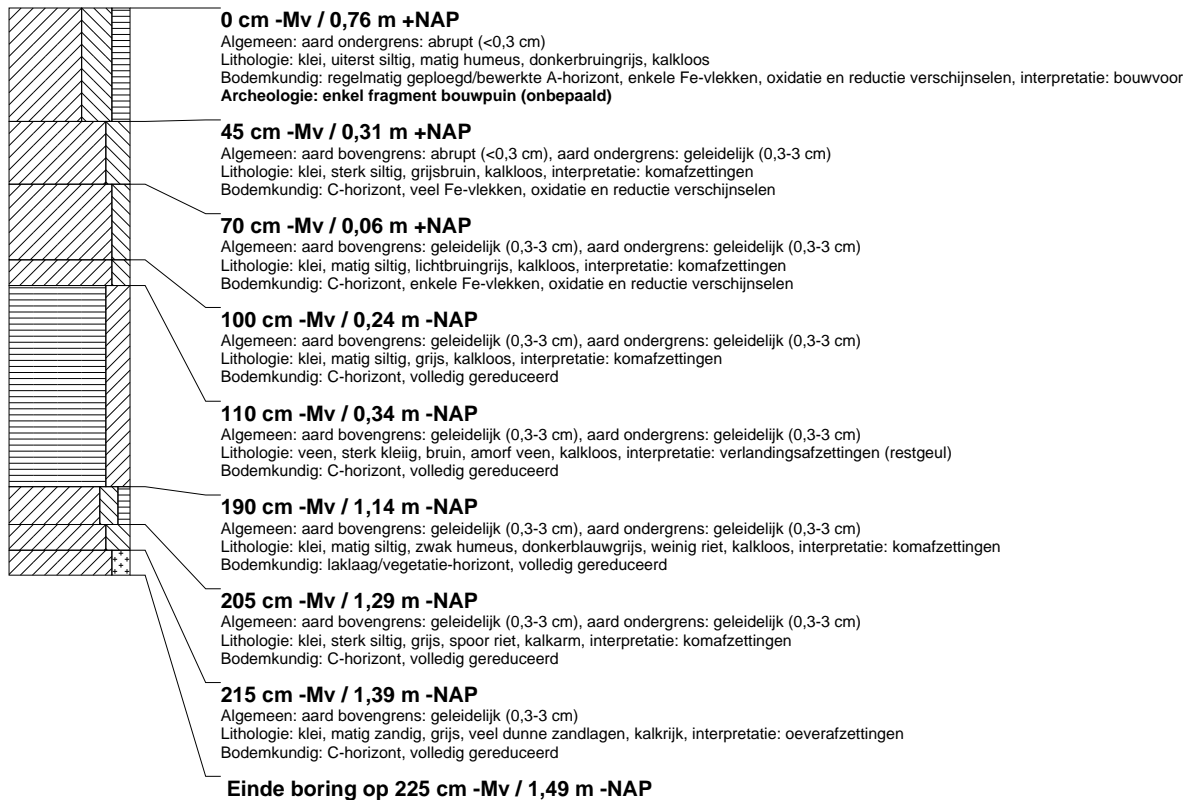 0 cm -Mv / 0,76 m +NAP
Algemeen: aard ondergrens: abrupt (<0,3 cm)
Lithologie: klei, uiterst siltig, matig humeus, donkerbruingrijs, kalkloos
Bodemkundig: regelmatig geploegd/bewerkte A-horizont, enkele Fe-vlekken, oxidatie en reductie verschijnselen, interpretatie: bouwvoor
Archeologie: enkel fragment bouwpuin (onbepaald)
45 cm -Mv / 0,31 m +NAP
Algemeen: aard bovengrens: abrupt (<0,3 cm), aard ondergrens: geleidelijk (0,3-3 cm)
Lithologie: klei, sterk siltig, grijsbruin, kalkloos, interpretatie: komafzettingen
Bodemkundig: C-horizont, veel Fe-vlekken, oxidatie en reductie verschijnselen
70 cm -Mv / 0,06 m +NAP
Algemeen: aard bovengrens: geleidelijk (0,3-3 cm), aard ondergrens: geleidelijk (0,3-3 cm)
Lithologie: klei, matig siltig, lichtbruingrijs, kalkloos, interpretatie: komafzettingen
Bodemkundig: C-horizont, enkele Fe-vlekken, oxidatie en reductie verschijnselen
100 cm -Mv / 0,24 m -NAP
Algemeen: aard bovengrens: geleidelijk (0,3-3 cm), aard ondergrens: geleidelijk (0,3-3 cm)
Lithologie: klei, matig siltig, grijs, kalkloos, interpretatie: komafzettingen
Bodemkundig: C-horizont, volledig gereduceerd
110 cm -Mv / 0,34 m -NAP
Algemeen: aard bovengrens: geleidelijk (0,3-3 cm), aard ondergrens: geleidelijk (0,3-3 cm)
Lithologie: veen, sterk kleiig, bruin, amorf veen, kalkloos, interpretatie: verlandingsafzettingen (restgeul)
Bodemkundig: C-horizont, volledig gereduceerd
190 cm -Mv / 1,14 m -NAP
Algemeen: aard bovengrens: geleidelijk (0,3-3 cm), aard ondergrens: geleidelijk (0,3-3 cm)
Lithologie: klei, matig siltig, zwak humeus, donkerblauwgrijs, weinig riet, kalkloos, interpretatie: komafzettingen
Bodemkundig: laklaag/vegetatie-horizont, volledig gereduceerd
205 cm -Mv / 1,29 m -NAP
Algemeen: aard bovengrens: geleidelijk (0,3-3 cm), aard ondergrens: geleidelijk (0,3-3 cm)
Lithologie: klei, sterk siltig, grijs, spoor riet, kalkarm, interpretatie: komafzettingen
Bodemkundig: C-horizont, volledig gereduceerd
215 cm -Mv / 1,39 m -NAP
Algemeen: aard bovengrens: geleidelijk (0,3-3 cm)
Lithologie: klei, matig zandig, grijs, veel dunne zandlagen, kalkrijk, interpretatie: oeverafzettingen
Bodemkundig: C-horizont, volledig gereduceerd
Einde boring op 225 cm -Mv / 1,49 m -NAP